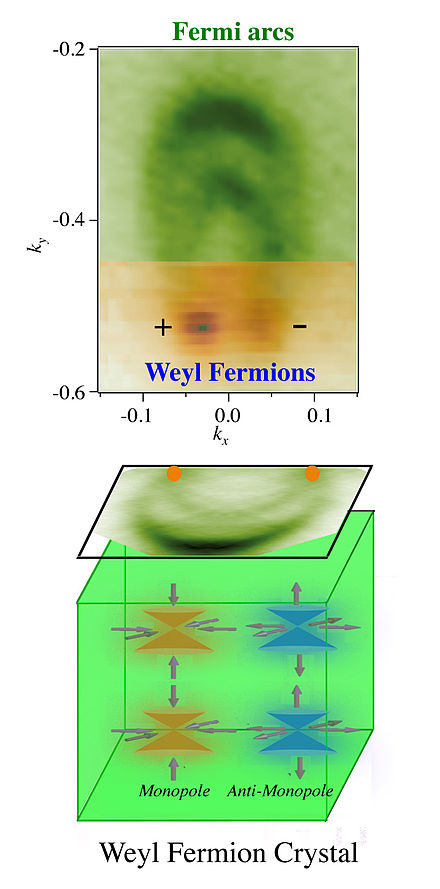 Fermi arcs
-0.2
-0.4
k_y
+ −
Weyl Fermions
-0.6
-0.1 0.0 0.1
k_x
Monopole Anti-Monopole
Weyl Fermion Crystal